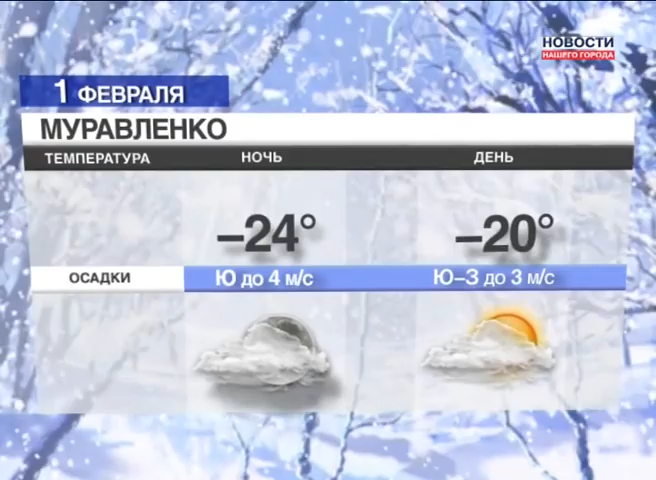 НОВОСТИ
НАШЕГО ГОРОДА
1 ФЕВРАЛЯ
МУРАВЛЕНКО
ТЕМПЕРАТУРА НОЧЬ ДЕНЬ
–24° –20°
ОСАДКИ Ю до 4 м/с Ю–З до 3 м/с